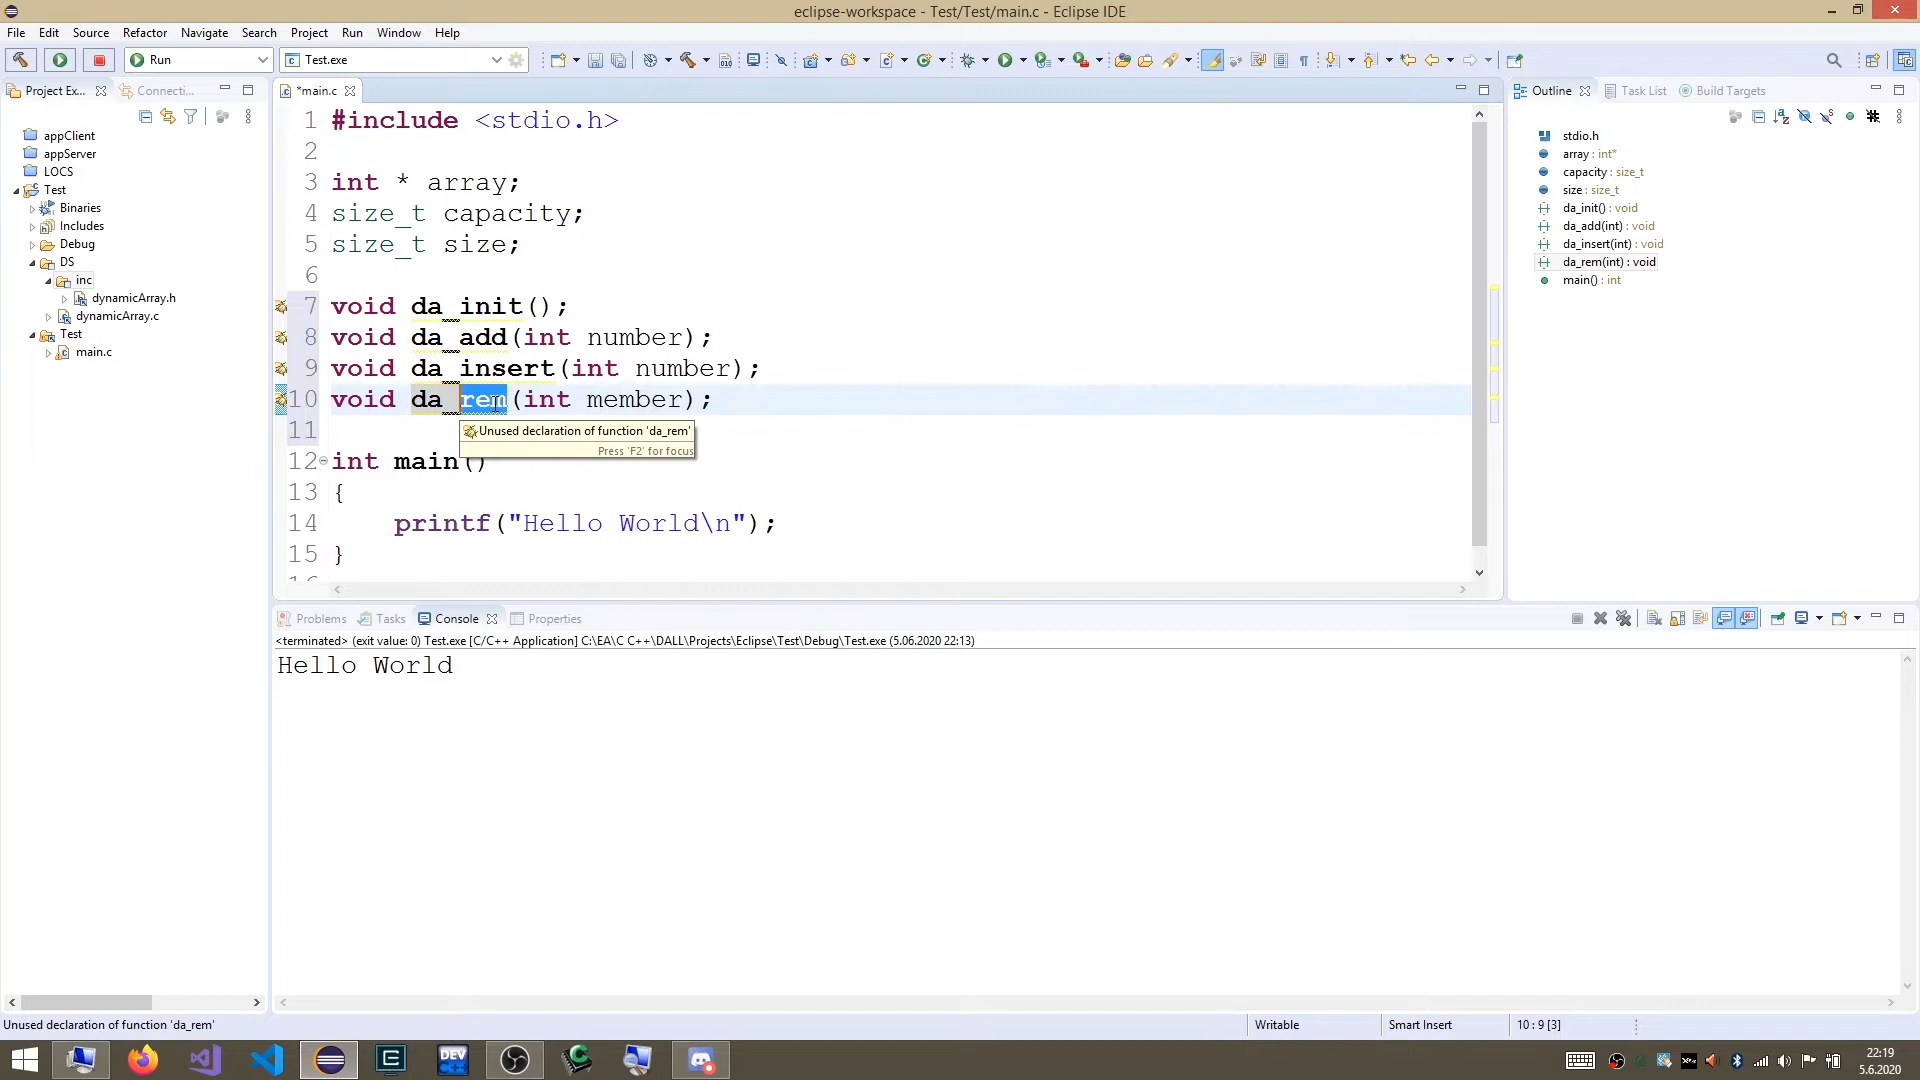 eclipse-workspace - Test/Test/main.c - Eclipse IDE
File Edit Source Refactor Navigate Search Project Run Window Help
Run Test.exe
Project Ex... Connecti...
appClient
appServer
LOCS
Test
Binaries
Includes
Debug
DS
inc
dynamicArray.h
dynamicArray.c
Test
main.c
*main.c
1 #include <stdio.h>
2
3 int * array;
4 size_t capacity;
5 size_t size;
6
7 void da_init();
8 void da_add(int number);
9 void da_insert(int number);
10 void da_rem(int member);
11
Unused declaration of function 'da_rem'
Press 'F2' for focus
12 int main()
13 {
14 printf("Hello World\n");
15 }
Outline Task List Build Targets
stdio.h
array : int*
capacity : size_t
size : size_t
da_init() : void
da_add(int) : void
da_insert(int) : void
da_rem(int) : void
main() : int
Problems Tasks Console Properties
<terminated> (exit value: 0) Test.exe [C/C++ Application] C:\EA\C C++\DALL\Projects\Eclipse\Test\Debug\Test.exe (5.06.2020 22:13)
Hello World
Unused declaration of function 'da_rem' Writable Smart Insert 10 : 9 [3]
DEV
22:19
5.6.2020